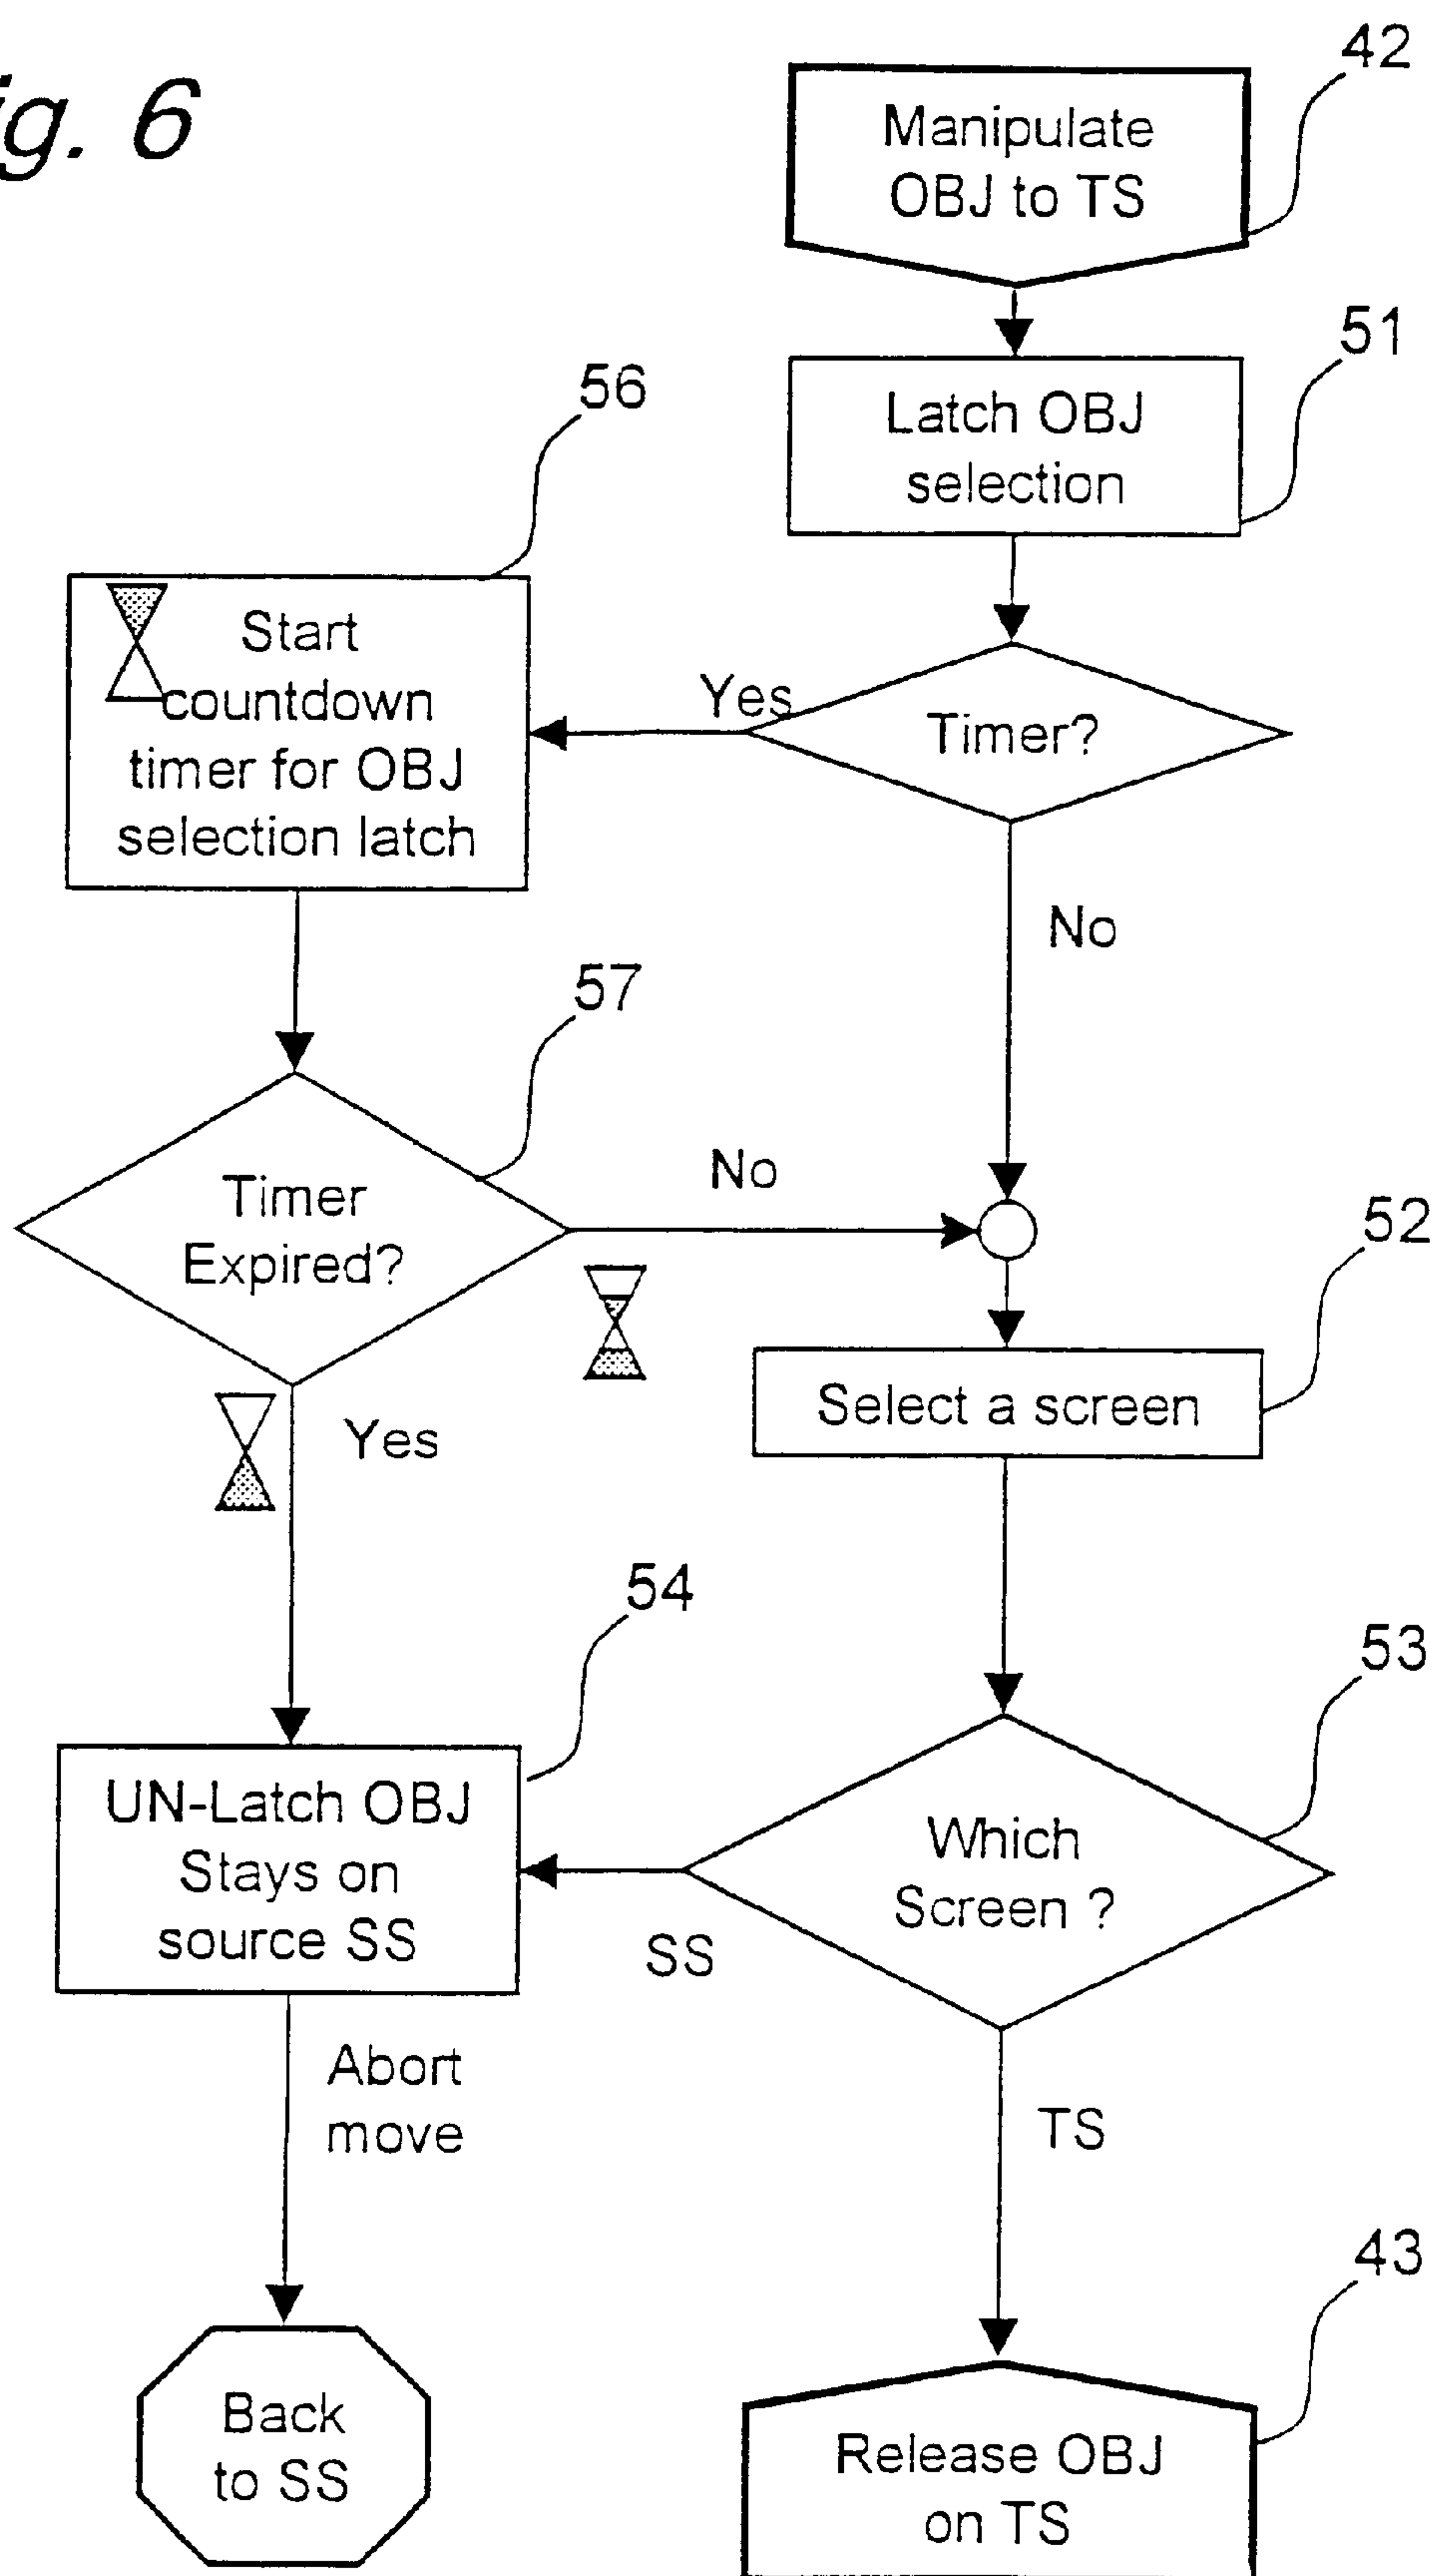 ig. 6
42
Manipulate
OBJ to TS
51
Latch OBJ
selection
56
Start
countdown
timer for OBJ
selection latch
Yes
Timer?
No
57
Timer
Expired?
No
52
Select a screen
Yes
54
UN-Latch OBJ
Stays on
source SS
53
Which
Screen ?
SS
Abort
move
TS
43
Back
to SS
Release OBJ
on TS